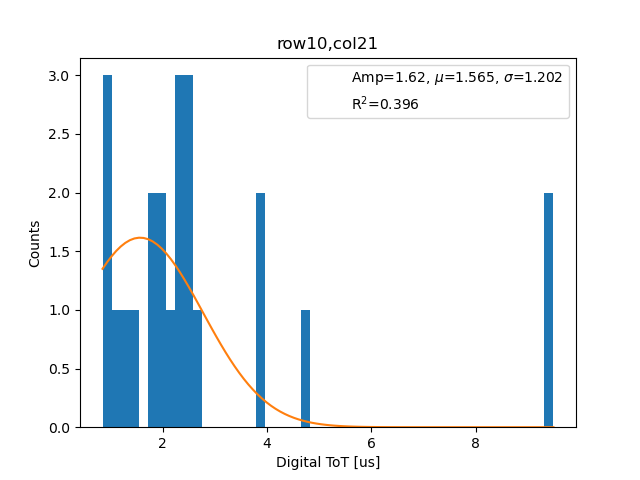 row10,col21
Amp=1.62, μ=1.565, σ=1.202
R²=0.396
Counts
3.0
2.5
2.0
1.5
1.0
0.5
0.0
2 4 6 8
Digital ToT [us]